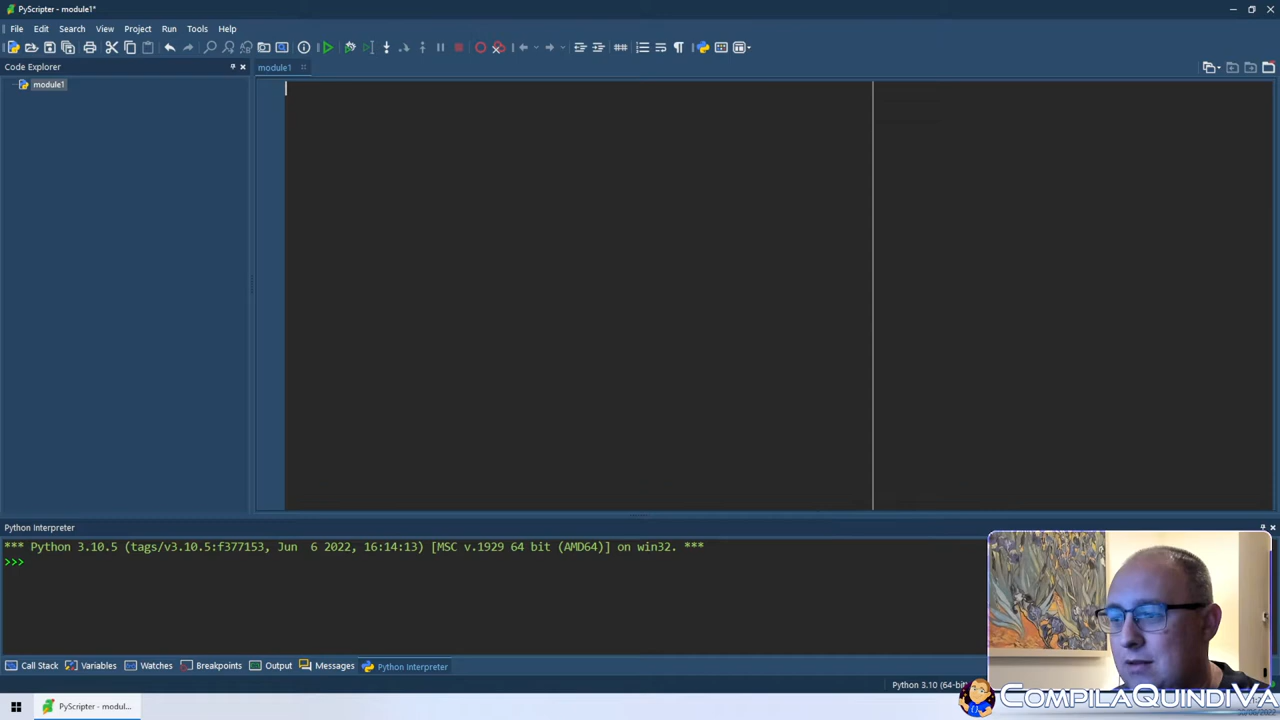 PyScripter - module1*
File Edit Search View Project Run Tools Help
Code Explorer
module1
module1
Python Interpreter
*** Python 3.10.5 (tags/v3.10.5:f377153, Jun  6 2022, 16:14:13) [MSC v.1929 64 bit (AMD64)] on win32. ***
>>>
Call Stack Variables Watches Breakpoints Output Messages Python Interpreter
Python 3.10 (64-bit)
PyScripter - modul...
COMPILAQUINDIVA